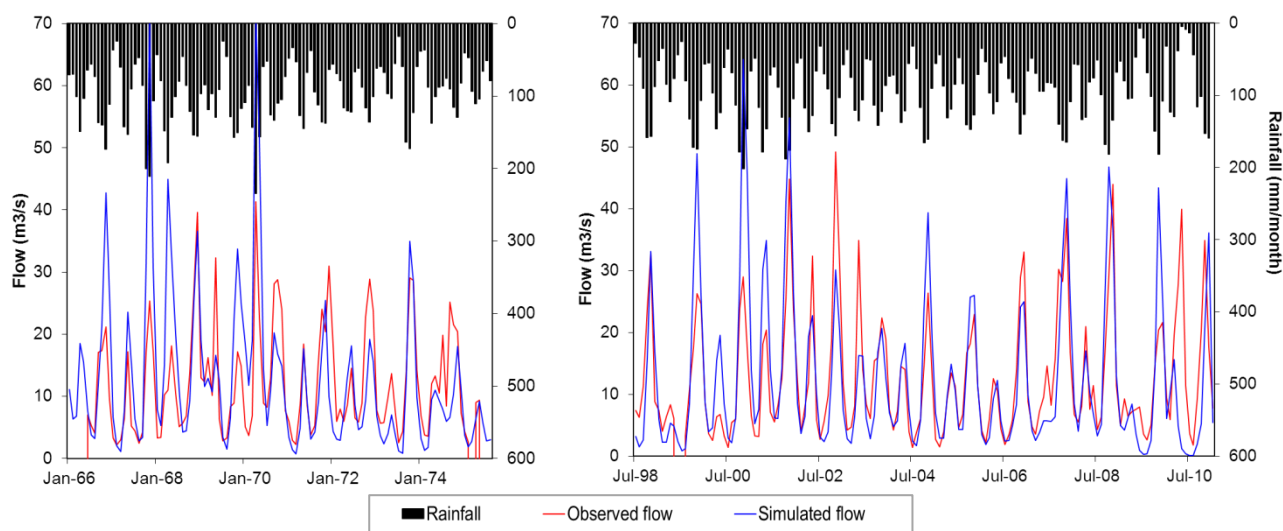 70
60
50
40
30
20
10
0
Flow (m3/s)
0
100
200
300
400
500
600
Jan-66
Jan-68
Jan-70
Jan-72
Jan-74
70
60
50
40
30
20
10
0
Flow (m3/s)
0
100
200
300
400
500
600
Rainfall (mm/month)
Jul-98
Jul-00
Jul-02
Jul-04
Jul-06
Jul-08
Jul-10
Rainfall
Observed flow
Simulated flow